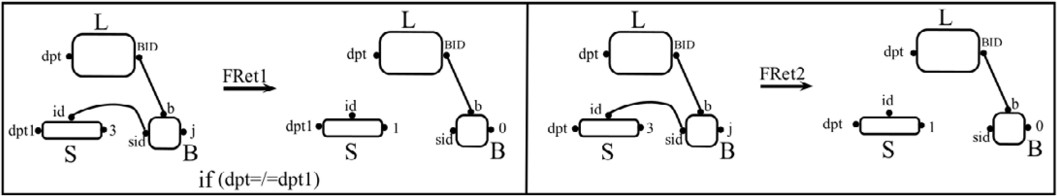 L
dpt
BID
id
b
dpt1
3
j
sid
S
B
FRet1
L
dpt
BID
id
b
dpt1
1
0
sid
S
B
if (dpt=/=dpt1)
L
dpt
BID
id
b
dpt
3
j
sid
S
B
FRet2
L
dpt
BID
id
b
dpt
1
0
sid
S
B